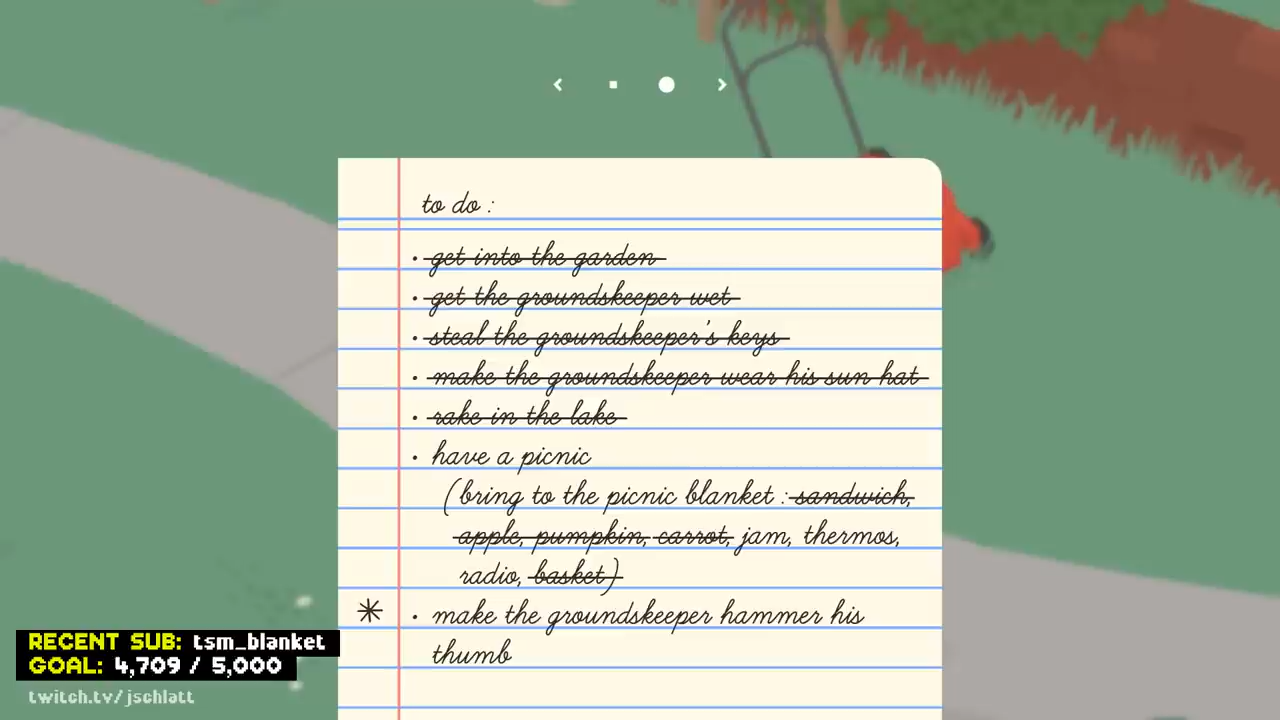 to do :
• get into the garden
• get the groundskeeper wet
• steal the groundskeeper's keys
• make the groundskeeper wear his sun hat
• rake in the lake
• have a picnic
(bring to the picnic blanket : sandwich,
apple, pumpkin, carrot, jam, thermos,
radio, basket)
• make the groundskeeper hammer his
thumb
RECENT SUB: tsm_blanket
GOAL: 4,709 / 5,000
twitch.tv/jschlatt